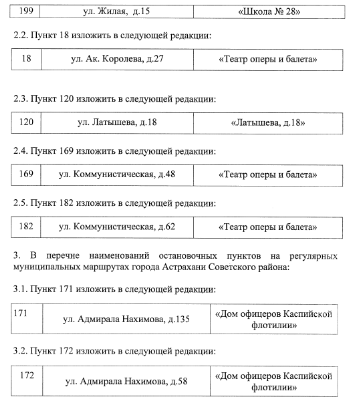 199 ул. Жилая, д.15 «Школа № 28»
2.2. Пункт 18 изложить в следующей редакции:
18 ул. Ак. Королева, д.27 «Театр оперы и балета»
2.3. Пункт 120 изложить в следующей редакции:
120 ул. Латышева, д.18 «Латышева, д.18»
2.4. Пункт 169 изложить в следующей редакции:
169 ул. Коммунистическая, д.48 «Театр оперы и балета»
2.5. Пункт 182 изложить в следующей редакции:
182 ул. Коммунистическая, д.62 «Театр оперы и балета»
3. В перечне наименований остановочных пунктов на регулярных
муниципальных маршрутах города Астрахани Советского района:
3.1. Пункт 171 изложить в следующей редакции:
171 ул. Адмирала Нахимова, д.135 «Дом офицеров Каспийской
флотилии»
3.2. Пункт 172 изложить в следующей редакции:
172 ул. Адмирала Нахимова, д.58 «Дом офицеров Каспийской
флотилии»